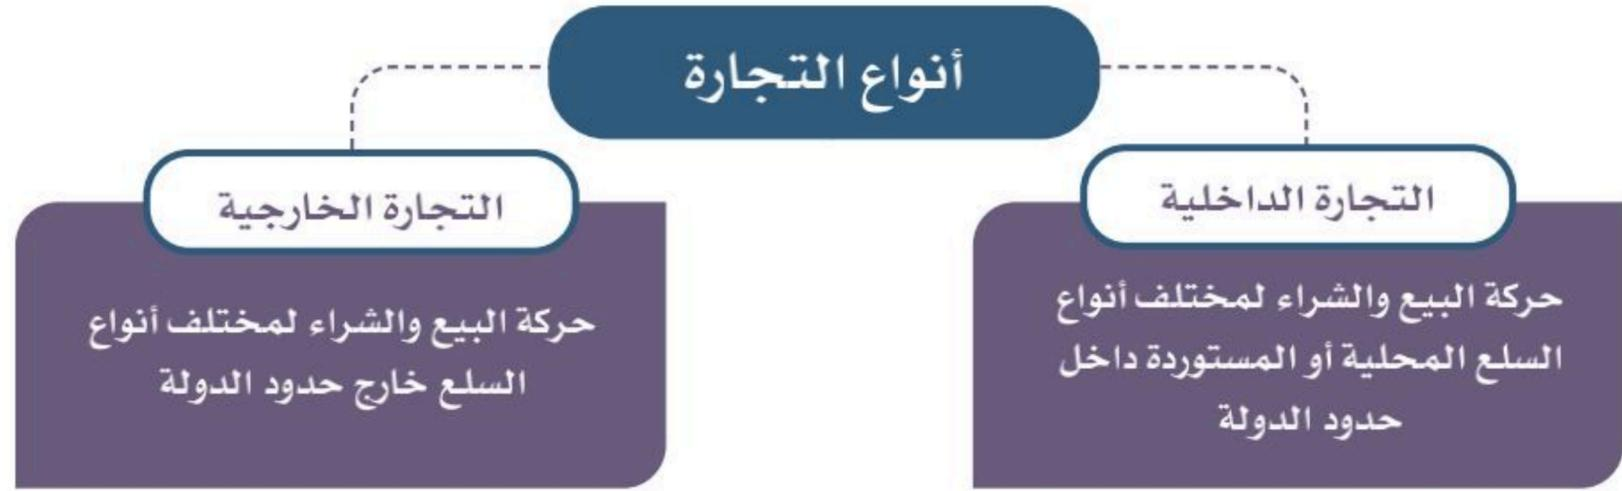 أنواع التجارة
التجارة الداخلية
حركة البيع والشراء لمختلف أنواع
السلع المحلية أو المستوردة داخل
حدود الدولة
التجارة الخارجية
حركة البيع والشراء لمختلف أنواع
السلع خارج حدود الدولة